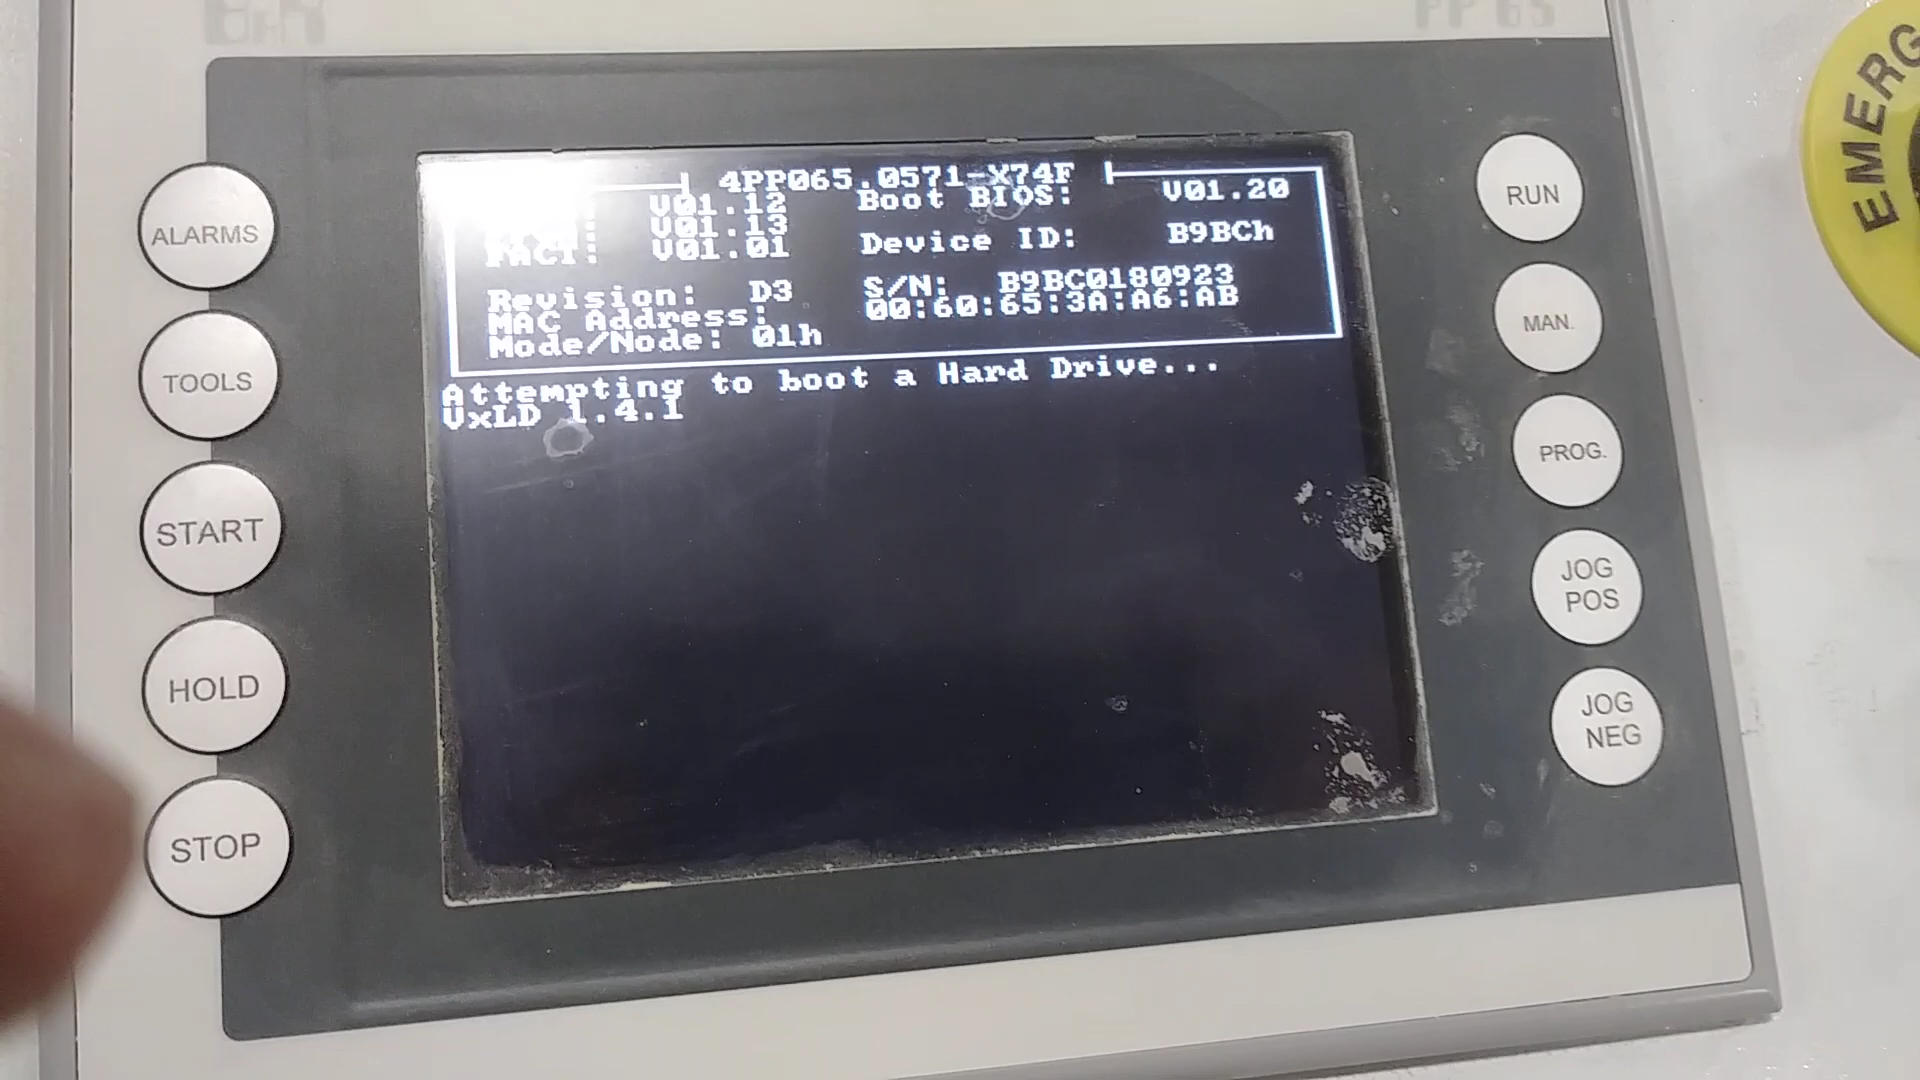 PP65
EMERG
4PP065.0571-X74F
V01.12 Boot BIOS: V01.20
V01.13
FACT: V01.01 Device ID: B9BCh
Revision: D3 S/N: B9BC0180923
MAC Address: 00:60:65:3A:A6:AB
Mode/Node: 01h
Attempting to boot a Hard Drive...
VxLD 1.4.1
ALARMS
TOOLS
START
HOLD
STOP
RUN
MAN.
PROG.
JOG
POS
JOG
NEG